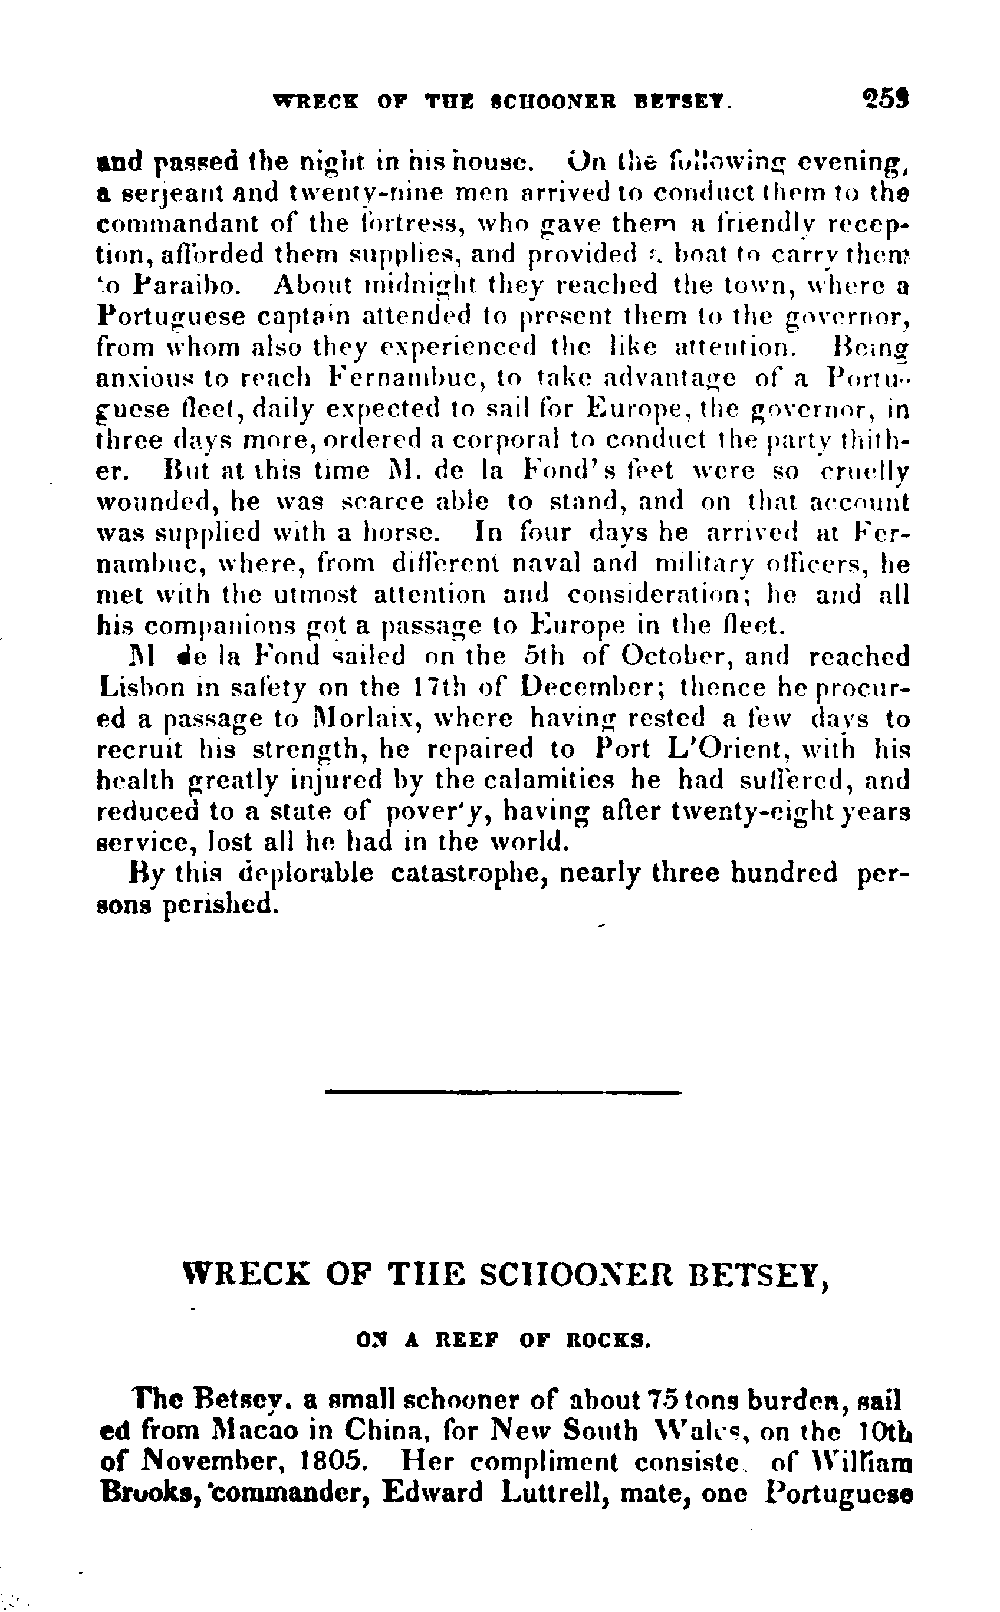 WRECK OF THE SCHOONER BETSEY. 259
and passed the night in his house. On the following evening,
a serjeant and twenty-nine men arrived to conduct them to the
commandant of the fortress, who gave them a friendly recep-
tion, afforded them supplies, and provided a boat to carry them
to Paraibo. About midnight they reached the town, where a
Portuguese captain attended to present them to the governor,
from whom also they experienced the like attention. Being
anxious to reach Fernambuc, to take advantage of a Portu-
guese fleet, daily expected to sail for Europe, the governor, in
three days more, ordered a corporal to conduct the party thith-
er. But at this time M. de la Fond's feet were so cruelly
wounded, he was scarce able to stand, and on that account
was supplied with a horse. In four days he arrived at Fer-
nambuc, where, from different naval and military officers, he
met with the utmost attention and consideration; he and all
his companions got a passage to Europe in the fleet.
M de la Fond sailed on the 5th of October, and reached
Lisbon in safety on the 17th of December; thence he procur-
ed a passage to Morlaix, where having rested a few days to
recruit his strength, he repaired to Port L'Orient, with his
health greatly injured by the calamities he had suffered, and
reduced to a state of poverty, having after twenty-eight years
service, lost all he had in the world.
By this deplorable catastrophe, nearly three hundred per-
sons perished.
WRECK OF THE SCHOONER BETSEY,
ON A REEF OF ROCKS.
The Betsey. a small schooner of about 75 tons burden, sail
ed from Macao in China, for New South Wales, on the 10th
of November, 1805. Her compliment consiste. of William
Brooks, commander, Edward Luttrell, mate, one Portuguese